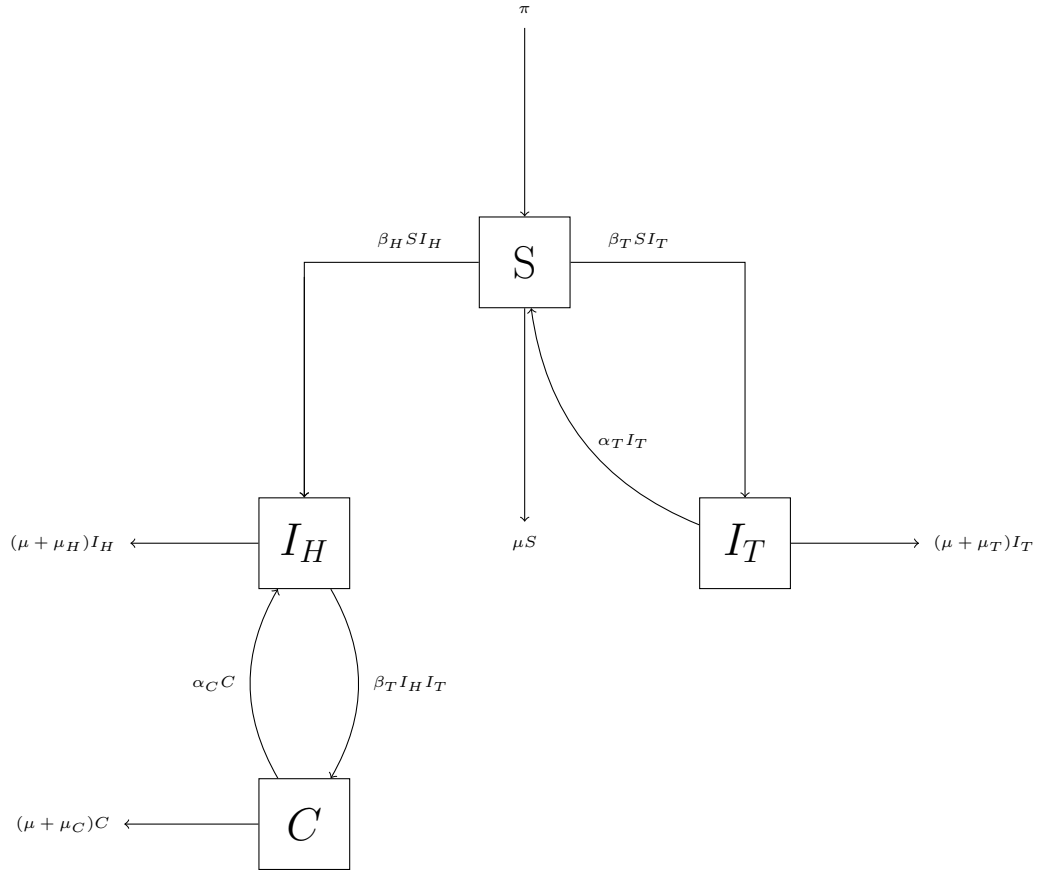 π
β_H S I_H
β_T S I_T
S
α_T I_T
(μ + μ_H)I_H
I_H
μS
I_T
(μ + μ_T)I_T
α_C C
β_T I_H I_T
(μ + μ_C)C
C